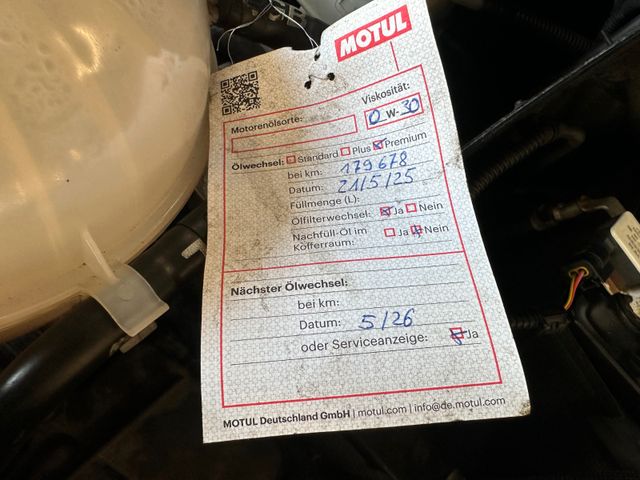 MOTUL
Viskosität:
Motorenölsorte:
0 W-30
Ölwechsel: Standard Plus Premium
bei km: 179678
Datum: 21/5/25
Füllmenge (L):
Ölfilterwechsel: Ja Nein
Nachfüll-Öl im
Kofferraum: Ja Nein
Nächster Ölwechsel:
bei km:
Datum: 5/26
oder Serviceanzeige: Ja
MOTUL Deutschland GmbH | motul.com | info@de.motul.com